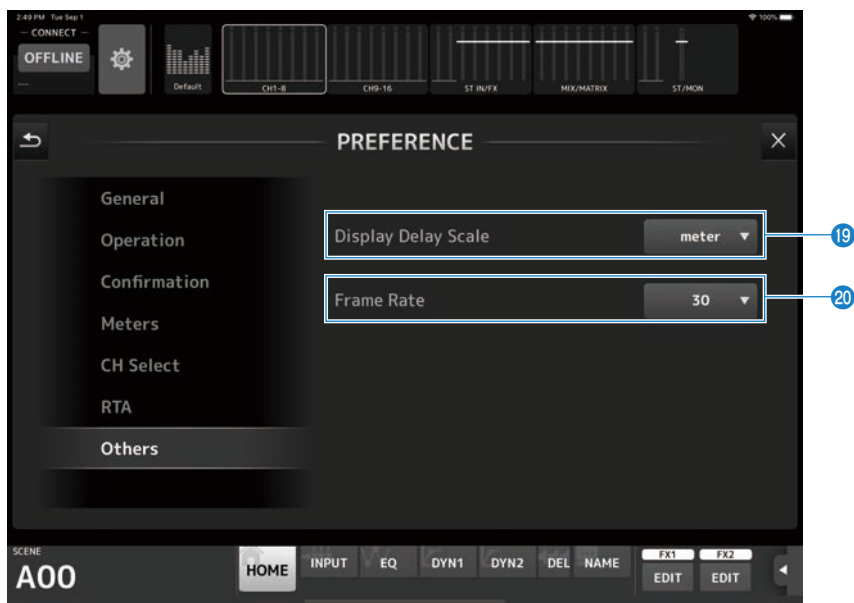 2:49 PM Tue Sep 1
100%
CONNECT
OFFLINE
---
Default
CH1-8
CH9-16
ST IN/FX
MIX/MATRIX
ST/MON
PREFERENCE
General
Operation
Confirmation
Meters
CH Select
RTA
Others
Display Delay Scale
meter
19
Frame Rate
30
20
SCENE
A00
HOME
INPUT
EQ
DYN1
DYN2
DEL
NAME
FX1
EDIT
FX2
EDIT